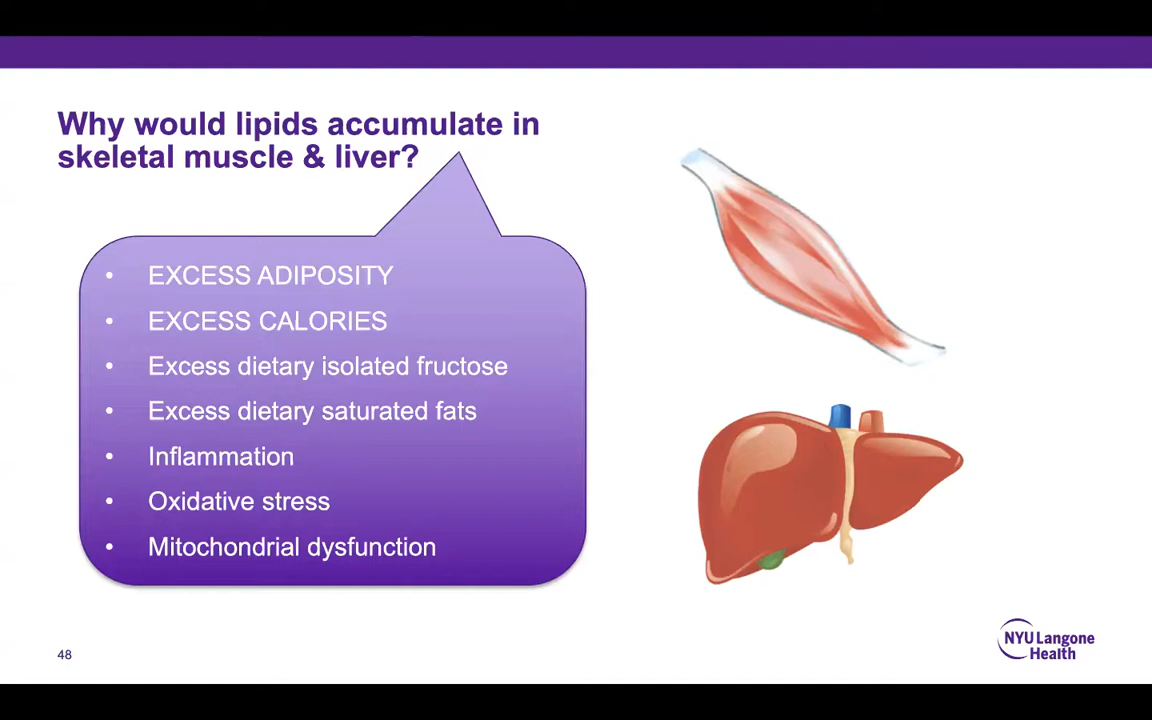 Why would lipids accumulate in
skeletal muscle & liver?
• EXCESS ADIPOSITY
• EXCESS CALORIES
• Excess dietary isolated fructose
• Excess dietary saturated fats
• Inflammation
• Oxidative stress
• Mitochondrial dysfunction
48
NYU Langone
Health